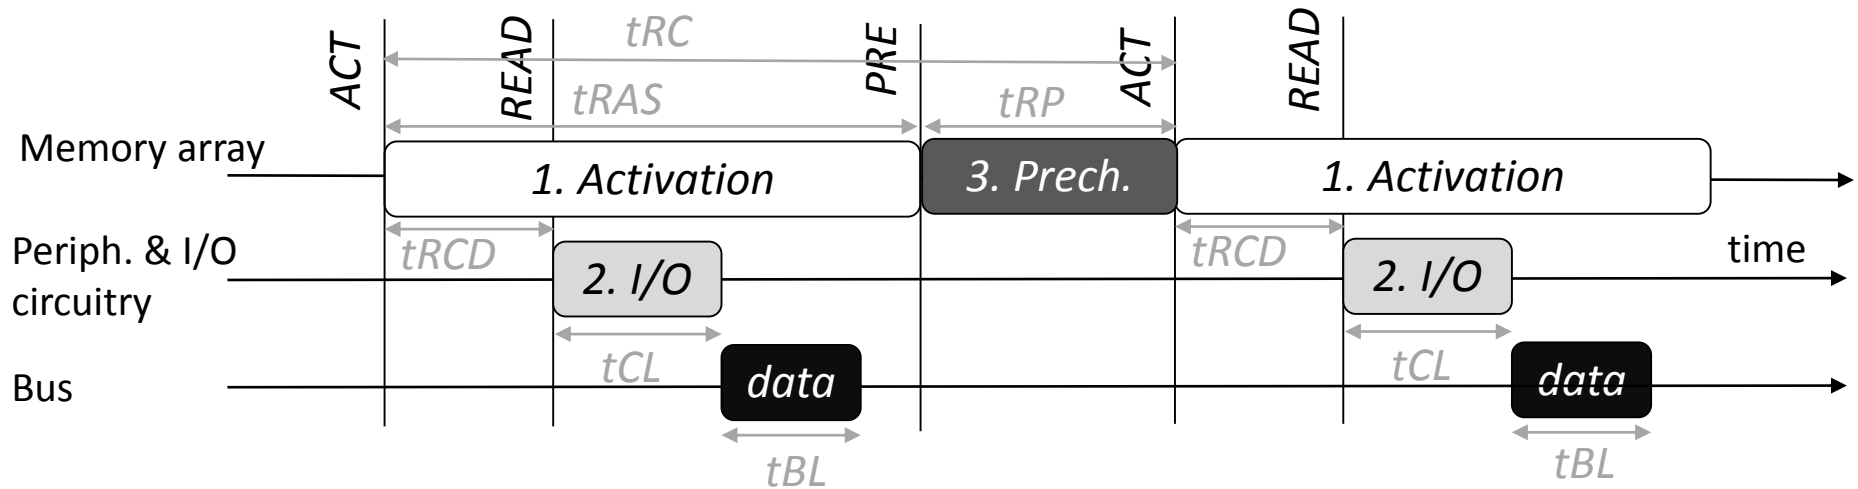 ACT
READ
tRC
PRE
ACT
READ
tRAS
tRP
Memory array
1. Activation
3. Prech.
1. Activation
Periph. & I/O
circuitry
tRCD
2. I/O
tRCD
2. I/O
time
tCL
tCL
Bus
data
data
tBL
tBL